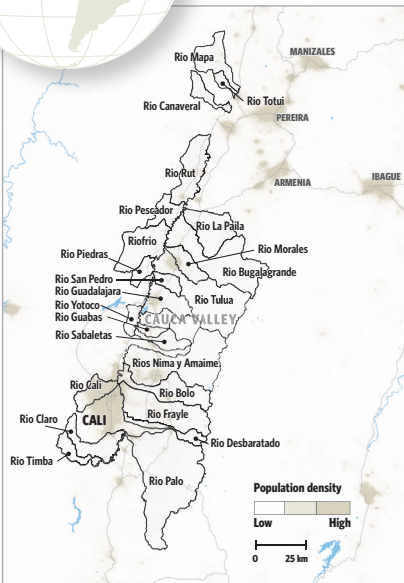 Rio Mapa
MANIZALES
Rio Canaveral
Rio Totui
PEREIRA
Rio Rut
ARMENIA
IBAGUE
Rio Pescador
Rio La Paila
Riofrio
Rio Morales
Rio Piedras
Rio Bugalagrande
Rio San Pedro
Rio Guadalajara
Rio Tulua
Rio Yotoco
CAUCA VALLEY
Rio Guabas
Rio Sabaletas
Rios Nima y Amaime
Rio Cali
Rio Bolo
Rio Claro
CALI
Rio Frayle
Rio Desbaratado
Rio Timba
Rio Palo
Population density
Low High
0 25 km